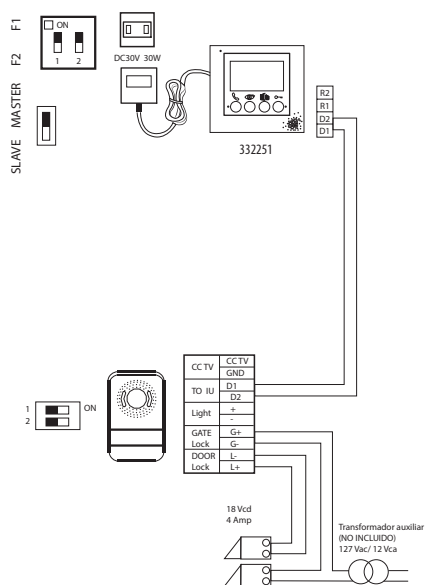 F1
F2
ON
1 2
DC30V 30W
MASTER
SLAVE
332251
R2
R1
D2
D1
CC TV
CC TV
GND
TO IU
D1
D2
Light
+
-
GATE
Lock
G+
G-
DOOR
Lock
L-
L+
1
2
ON
18 Vcd
4 Amp
Transformador auxiliar
(NO INCLUIDO)
127 Vac/ 12 Vca